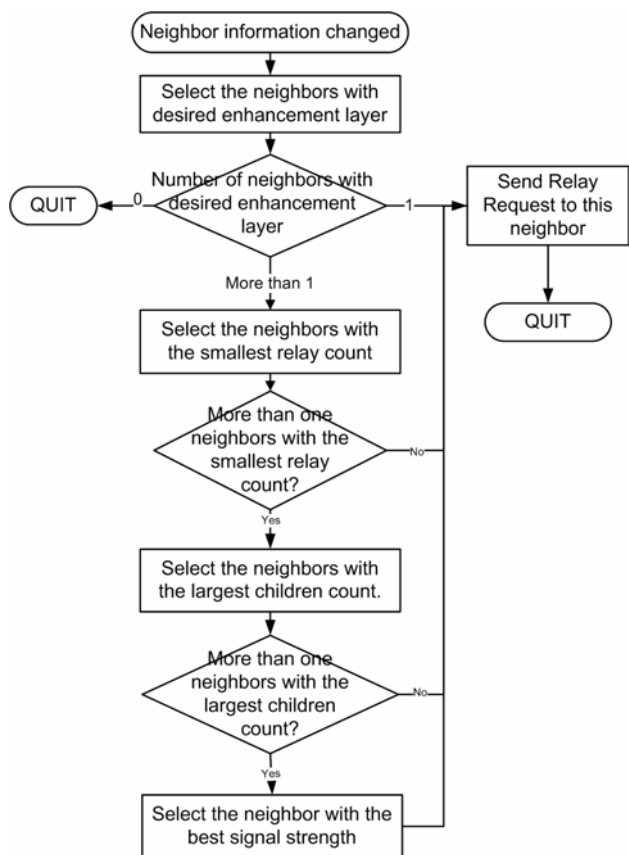 Neighbor information changed
Select the neighbors with
desired enhancement layer
Number of neighbors with
desired enhancement
layer
0
QUIT
1
Send Relay
Request to this
neighbor
QUIT
More than 1
Select the neighbors with
the smallest relay count
More than one
neighbors with the
smallest relay
count?
No
Yes
Select the neighbors with
the largest children count.
More than one
neighbors with the
largest children
count?
No
Yes
Select the neighbor with the
best signal strength